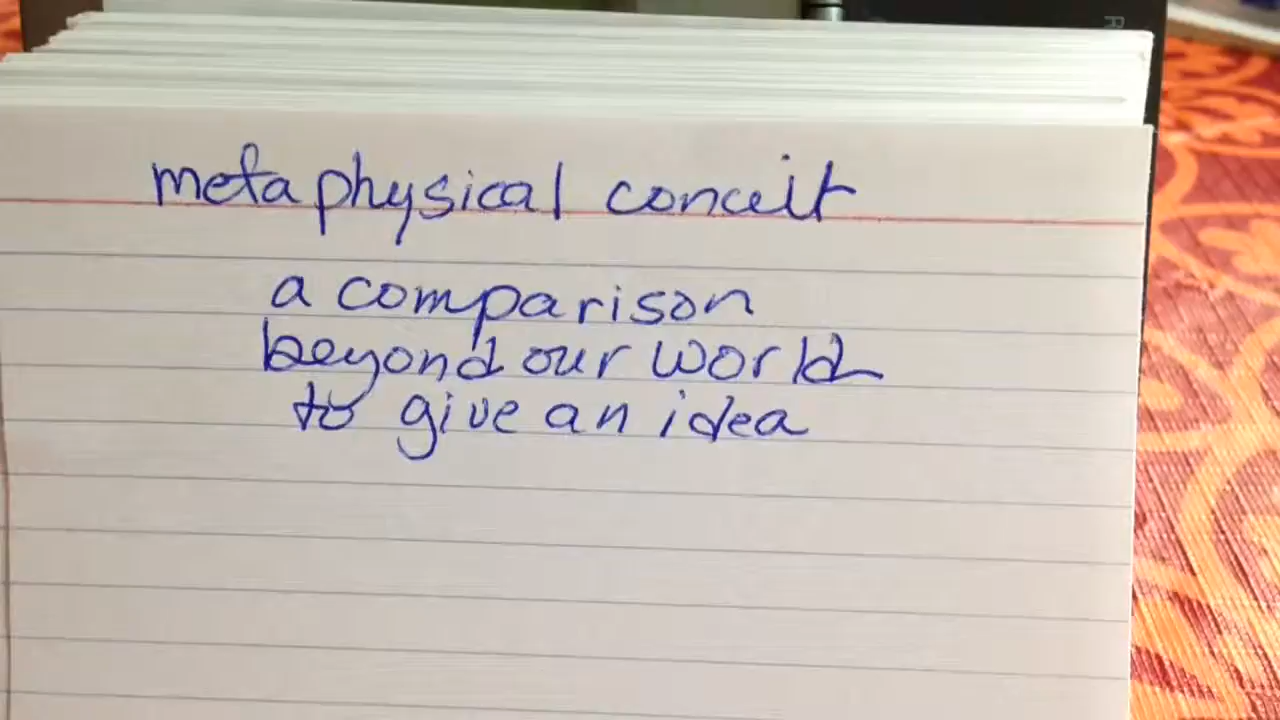 metaphysical conceit
a comparison
beyond our world
to give an idea